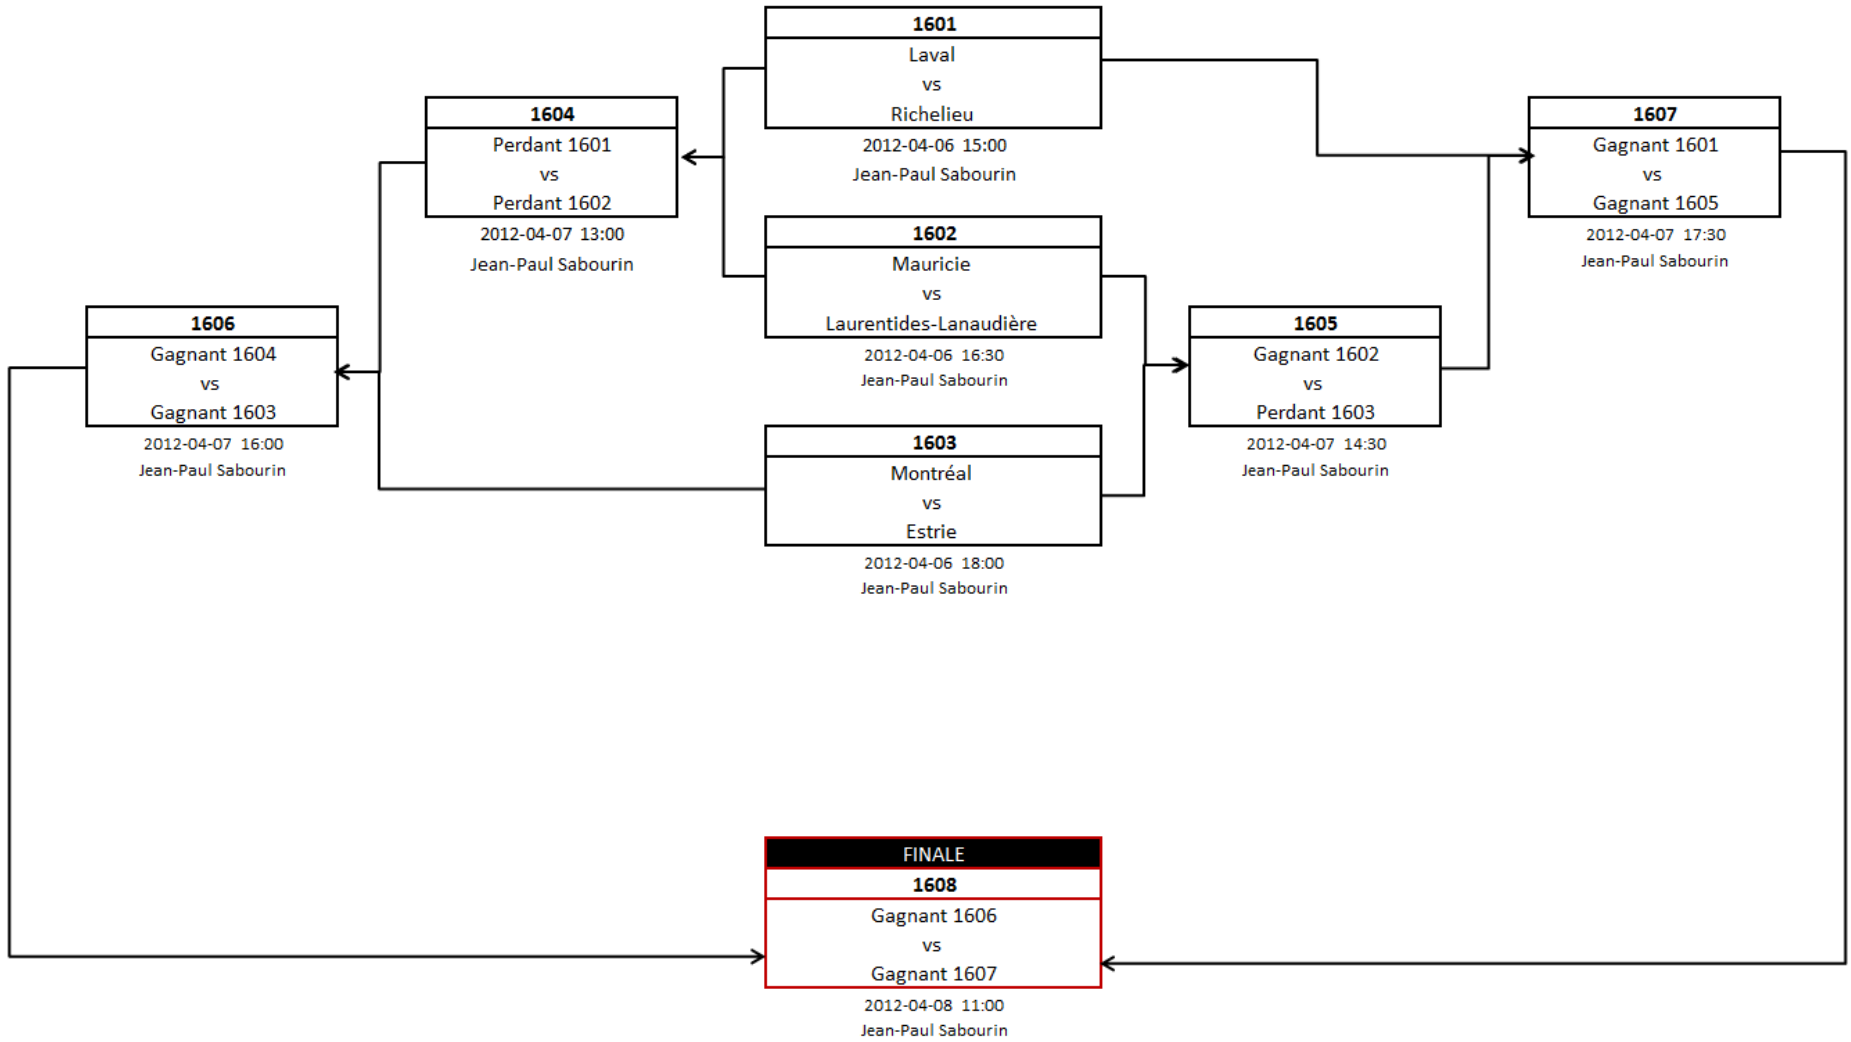 1601
Laval
vs
Richelieu
2012-04-06 15:00
Jean-Paul Sabourin
1604
Perdant 1601
vs
Perdant 1602
2012-04-07 13:00
Jean-Paul Sabourin
1607
Gagnant 1601
vs
Gagnant 1605
2012-04-07 17:30
Jean-Paul Sabourin
1602
Mauricie
vs
Laurentides-Lanaudière
2012-04-06 16:30
Jean-Paul Sabourin
1606
Gagnant 1604
vs
Gagnant 1603
2012-04-07 16:00
Jean-Paul Sabourin
1605
Gagnant 1602
vs
Perdant 1603
2012-04-07 14:30
Jean-Paul Sabourin
1603
Montréal
vs
Estrie
2012-04-06 18:00
Jean-Paul Sabourin
FINALE
1608
Gagnant 1606
vs
Gagnant 1607
2012-04-08 11:00
Jean-Paul Sabourin